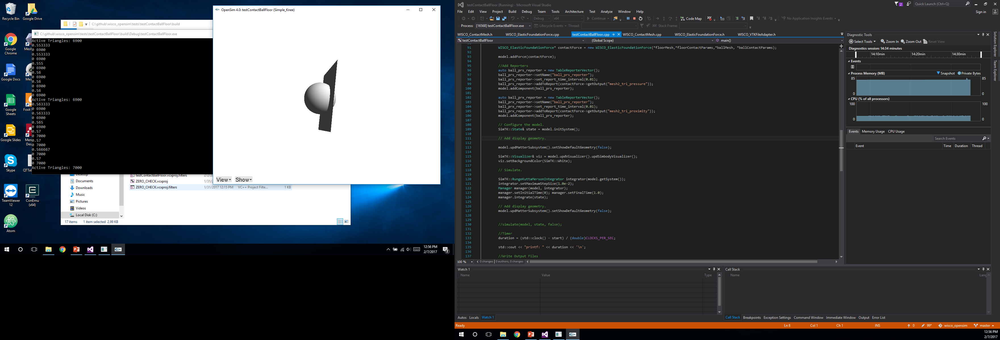 Recycle Bin
Google Drive
Google Chrome
Google Docs
Google Sheets
Google Slides
Skype
TeamViewer 12
ConEmu (x64)
Atom
C:\github\wisco_opensim\tests\testContactBallFloor\build
C:\github\wisco_opensim\tests\testContactBallFloor\build\Debug\testContactBallFloor.exe
Active Triangles: 6900
0.553333
0 6900
0.553333
0 6900
0.555
0 6900
0.56
0 6900
0.56
0 6900
0.56
0 6900
Active Triangles: 6900
0.563333
0 6900
0.563333
0 6900
0.565
0 6900
0.57
0 7000
0.57
0 7000
0.566667
0 7000
0.57
0 7000
Active Triangles: 7000
Desktop
Documents
Downloads
Music
Pictures
Videos
Local Disk (C:)
testContactBallFloor.vcxproj.filters
ZERO_CHECK.vcxproj
ZERO_CHECK.vcxproj.filters 1/31/2017 12:15 PM VC++ Project Filte... 1 KB
17 items 1 item selected 2.99 KB
OpenSim 4.0: testContactBallFloor (Simple_Knee)
View Show
12:56 PM
2/7/2017
2
testContactBallFloor (Running) - Microsoft Visual Studio
2
Quick Launch (Ctrl+Q)
File Edit View Project Build Debug Team Tools Architecture Test Analyze Window Help
Sign in
Debug x64 Continue Code Map No Application Insights Events
Process: [16568] testContactBallFloor.exe Lifecycle Events Thread: Stack Frame:
WISCO_ContactMesh.h WISCO_ElasticFoundationForce.cpp testContactBallFloor.cpp WISCO_ContactMesh.cpp WISCO_ElasticFoundationForce.h WISCO_VTKFileAdapter.h
testContactBallFloor (Global Scope) main()
91 WISCO_ElasticFoundationForce* contactForce = new WISCO_ElasticFoundationForce(*floorMesh,*floorContactParams,*ballMesh, *ballContactParams);
92
93 model.addForce(contactForce);
94
95 //Add Reporters
96 auto ball_prs_reporter = new TableReporterVector();
97 ball_prs_reporter->setName("ball_prs_reporter");
98 ball_prs_reporter->set_report_time_interval(0.01);
99 ball_prs_reporter->addToReport(contactForce->getOutput("mesh2_tri_pressure"));
100 model.addComponent(ball_prs_reporter);
101
102 auto ball_prx_reporter = new TableReporterVector();
103 ball_prx_reporter->setName("ball_prx_reporter");
104 ball_prx_reporter->set_report_time_interval(0.01);
105 ball_prx_reporter->addToReport(contactForce->getOutput("mesh2_tri_proximity"));
106 model.addComponent(ball_prx_reporter);
107
108 // Configure the model.
109 SimTK::State& state = model.initSystem();
110
111 // Add display geometry.
112
113 model.updMatterSubsystem().setShowDefaultGeometry(false);
114
115 SimTK::Visualizer& viz = model.updVisualizer().updSimbodyVisualizer();
116 viz.setBackgroundColor(SimTK::White);
117
118 // Simulate.
119
120 SimTK::RungeKuttaMersonIntegrator integrator(model.getSystem());
121 integrator.setMaximumStepSize(1.0e-2);
122 Manager manager(model, integrator);
123 manager.setInitialTime(0); manager.setFinalTime(1.0);
124 manager.integrate(state);
125
126 // Add display geometry.
127 model.updMatterSubsystem().setShowDefaultGeometry(false);
128
129
130 //simulate(model, state, false);
131
132 //Timer
133 duration = (std::clock() - start) / (double)CLOCKS_PER_SEC;
134
135 std::cout << "printf: " << duration << '\n';
136
137 //Write Output Files
100 % 0 changes | 0 authors, 0 changes
Diagnostic Tools
Select Tools Zoom In Zoom Out Reset View
Diagnostics session: 14:34 minutes
14:10min 14:20min 14:30min
Events
Process Memory (MB) Snapshot Private Bytes
85 85
0 0
CPU (% of all processors)
100 100
0 0
Events Memory Usage CPU Usage
Search Events
Event Time Duration Thread
Solution Explorer
Team Explorer
Watch 1
Name Value Type
Autos Locals Watch 1
Call Stack
Name Lang
Call Stack Breakpoints Exception Settings Command Window Immediate Window Output Error List
Ready Ln 8 Col 1 Ch 1 INS 0 99* wisco_opensim master
12:56 PM
2/7/2017